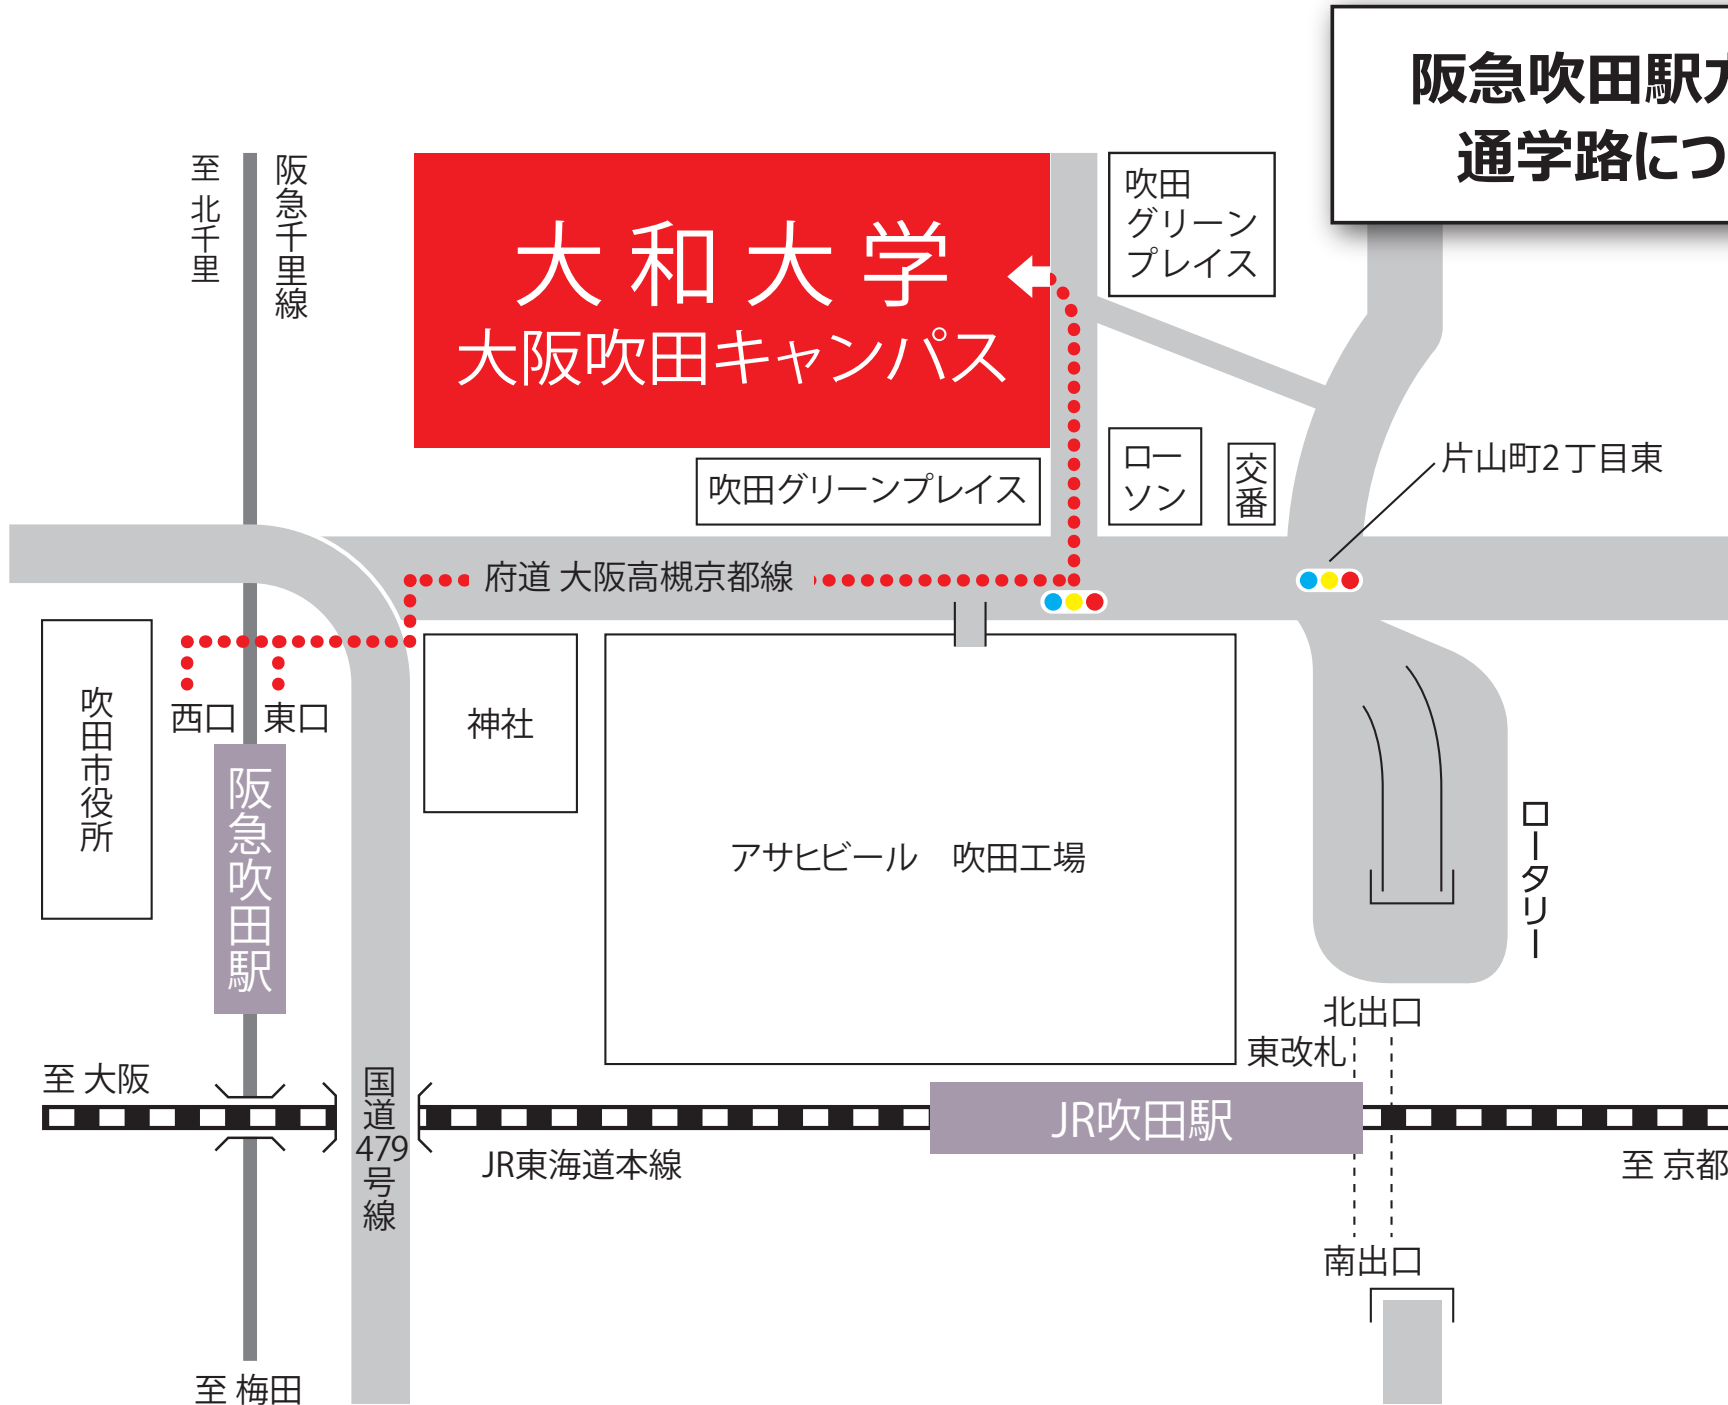 阪急吹田駅
通学路につ
至 北千里
阪急千里線
大和大学
大阪吹田キャンパス
吹田
グリーン
プレイス
吹田グリーンプレイス
ロー
ソン
交番
片山町2丁目東
府道 大阪高槻京都線
吹田市役所
西口
東口
阪急吹田駅
神社
アサヒビール　吹田工場
ロータリー
北出口
東改札
至 大阪
国道479号線
JR吹田駅
JR東海道本線
至 京都
南出口
至 梅田